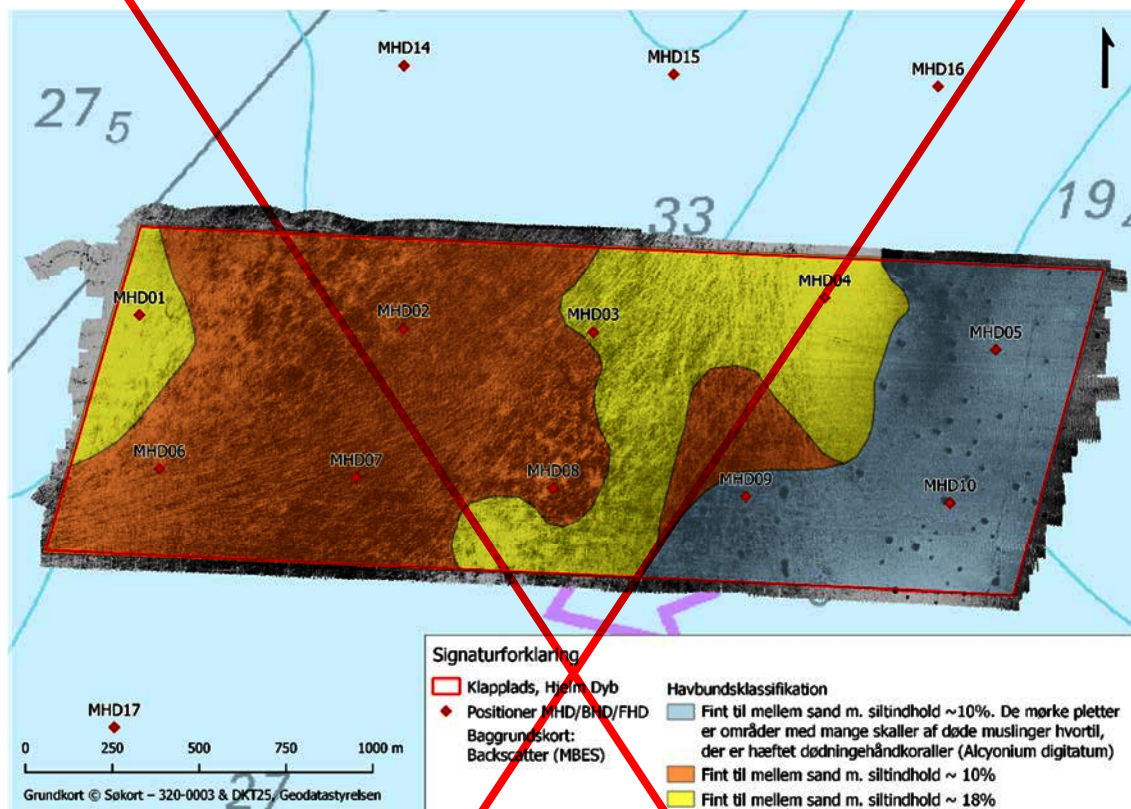 MHD14
MHD15
MHD16
27 5
33
19 4
MHD01
MHD02
MHD03
MHD04
MHD05
MHD06
MHD07
MHD08
MHD09
MHD10
MHD17
0 250 500 1000 m
27
Grundkort © Søkort – 320-0003 & DKT25, Geodatastyrelsen
Signaturforklaring
Klapplads, Hjelm Dyb
Positioner MHD/BHD/FHD
Baggrundskort:
Backscatter (MBES)
Havbundsklassifikation
Fint til mellem sand m. siltindhold ~10%. De mørke pletter
er områder med mange skaller af døde muslinger hvortil,
der er hæftet dødningehåndkoraller (Alcyonium digitatum)
Fint til mellem sand m. siltindhold ~ 10%
Fint til mellem sand m. siltindhold ~ 18%